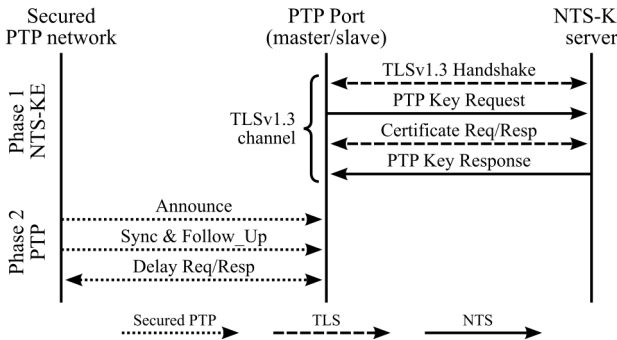 Secured
PTP network
PTP Port
(master/slave)
NTS-KE
server
Phase 1
NTS-KE
TLSv1.3
channel
TLSv1.3 Handshake
PTP Key Request
Certificate Req/Resp
PTP Key Response
Phase 2
PTP
Announce
Sync & Follow_Up
Delay Req/Resp
Secured PTP
TLS
NTS